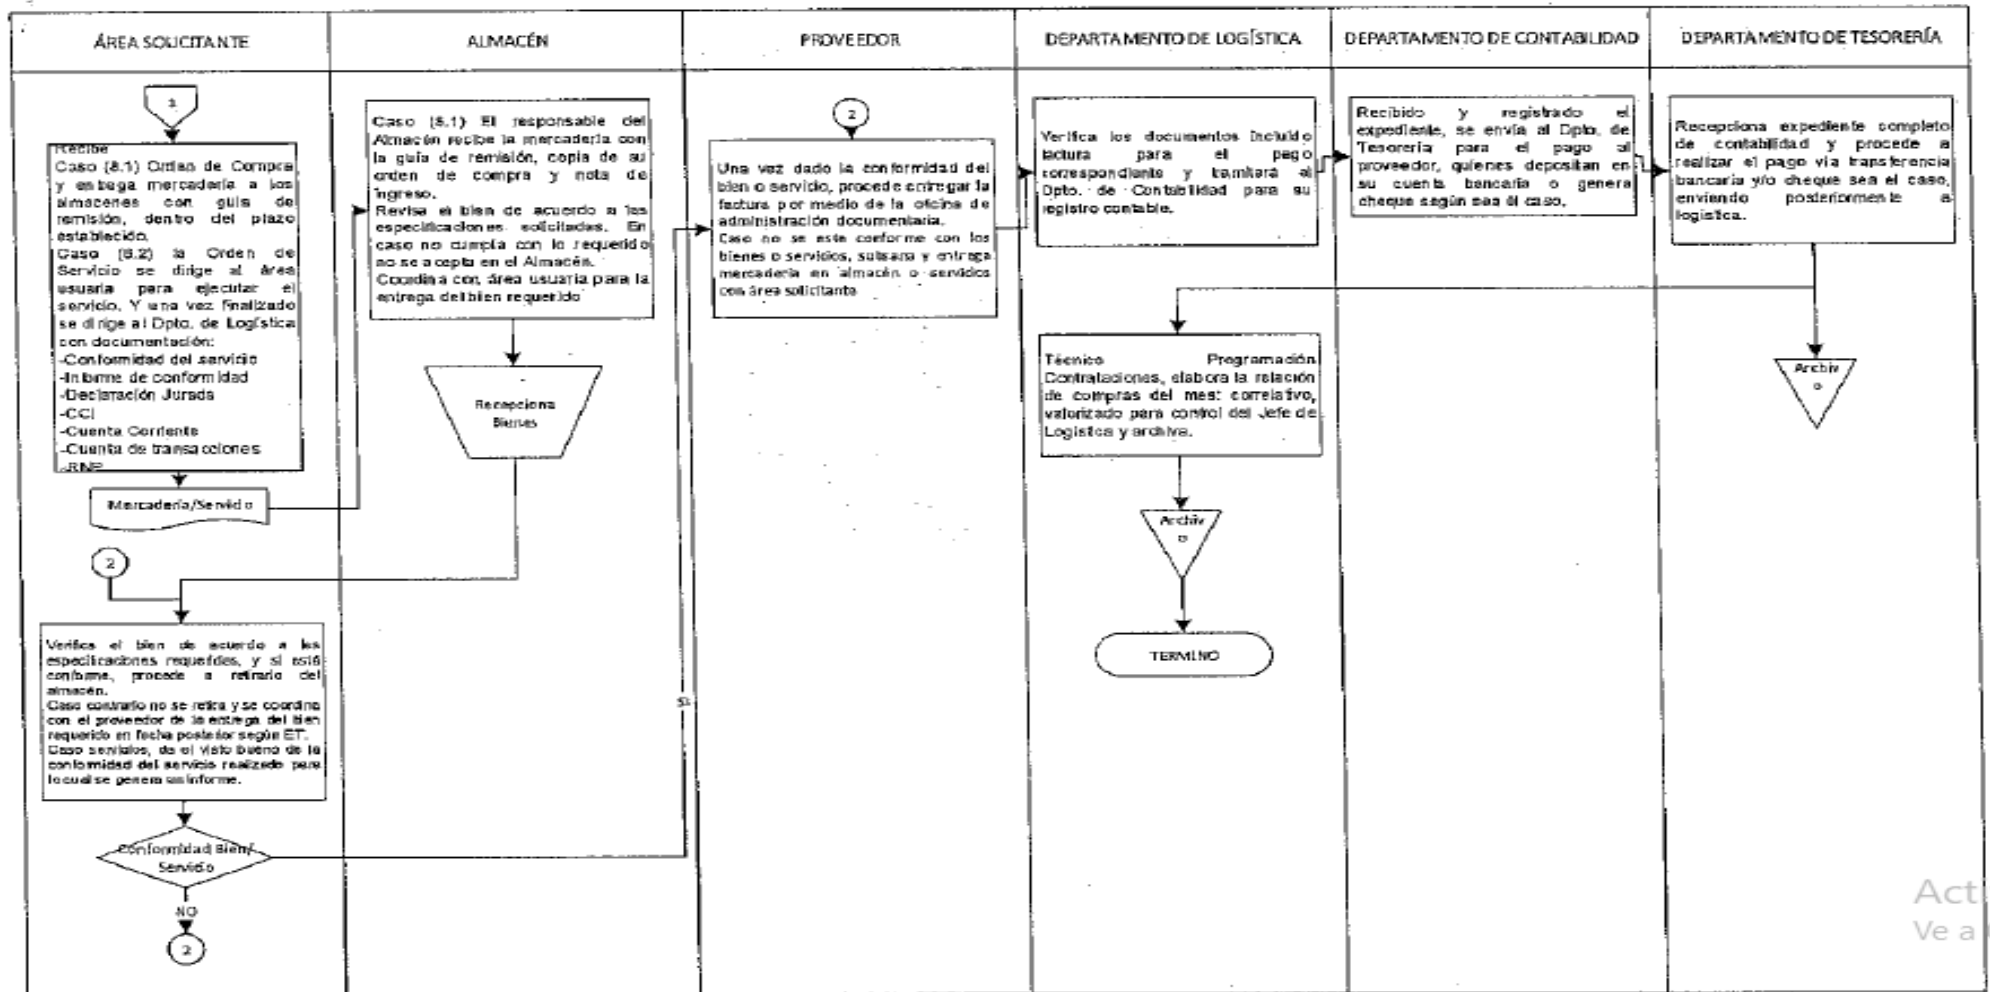 ÁREA SOLICITANTE
ALMACÉN
PROVEEDOR
DEPARTAMENTO DE LOGÍSTICA
DEPARTAMENTO DE CONTABILIDAD
DEPARTAMENTO DE TESORERÍA
1
Recibe
Caso (8.1) Orden de Compra
y entrega mercadería a los
almacenes con guía de
remisión, dentro del plazo
establecido.
Caso (8.2) la Orden de
Servicio se dirige al área
usuaria para ejecutar el
servicio. Y una vez finalizado
se dirige al Dpto. de Logística
con documentación:
-Conformidad del servicio
-Informe de conformidad
-Declaración Jurada
-CCI
-Cuenta Corriente
-Cuenta de transacciones
-RNP
Mercadería/Servicio
2
Verifica el bien de acuerdo a las
especificaciones requeridas, y si está
conforme, procede a retirarlo del
almacén.
Caso contrario no se retira y se coordina
con el proveedor de la entrega del bien
requerido en fecha posterior según ET.
Caso servicios, da el visto bueno de la
conformidad del servicio realizado para
lo cual se genera un informe.
Conformidad Bien/
Servicio
NO
2
Caso (8.1) El responsable del
Almacén recibe la mercadería con
la guía de remisión, copia de su
orden de compra y nota de
ingreso.
Revisa el bien de acuerdo a las
especificaciones solicitadas. En
caso no cumpla con lo requerido
no se acepta en el Almacén.
Coordina con área usuaria para la
entrega del bien requerido
Recepciona
Bienes
SI
2
Una vez dado la conformidad del
bien o servicio, procede entregar la
factura por medio de la oficina de
administración documentaria.
Caso no se este conforme con los
bienes o servicios, subsana y entrega
mercadería en almacén o servicios
con área solicitante
Verifica los documentos incluido
factura para el pago
correspondiente y tramitará al
Dpto. de Contabilidad para su
registro contable.
Técnico Programación
Contrataciones, elabora la relación
de compras del mes: correlativo,
valorizado para control del Jefe de
Logística y archiva.
Archiv
o
TERMINO
Recibido y registrado el
expediente, se envía al Dpto. de
Tesorería para el pago al
proveedor, quienes depositan en
su cuenta bancaria o genera
cheque según sea el caso.
Recepciona expediente completo
de contabilidad y procede a
realizar el pago vía transferencia
bancaria y/o cheque sea el caso,
enviando posteriormente a
logística.
Archiv
o
Act
Ve a